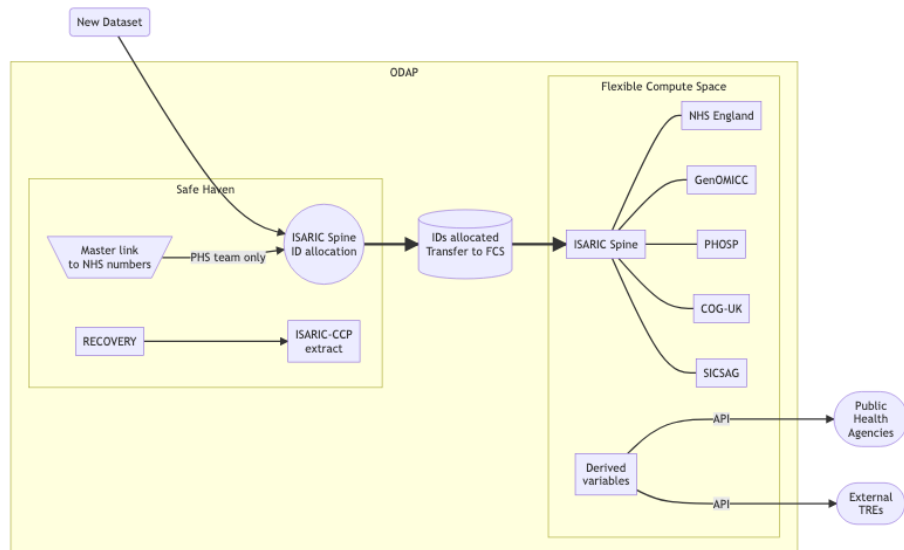 New Dataset
ODAP
Flexible Compute Space
NHS England
GenOMICC
Safe Haven
ISARIC Spine
ID allocation
Master link
to NHS numbers
PHS team only
IDs allocated
Transfer to FCS
ISARIC Spine
PHOSP
COG-UK
RECOVERY
ISARIC-CCP
extract
SICSAG
API
Public
Health
Agencies
Derived
variables
API
External
TREs